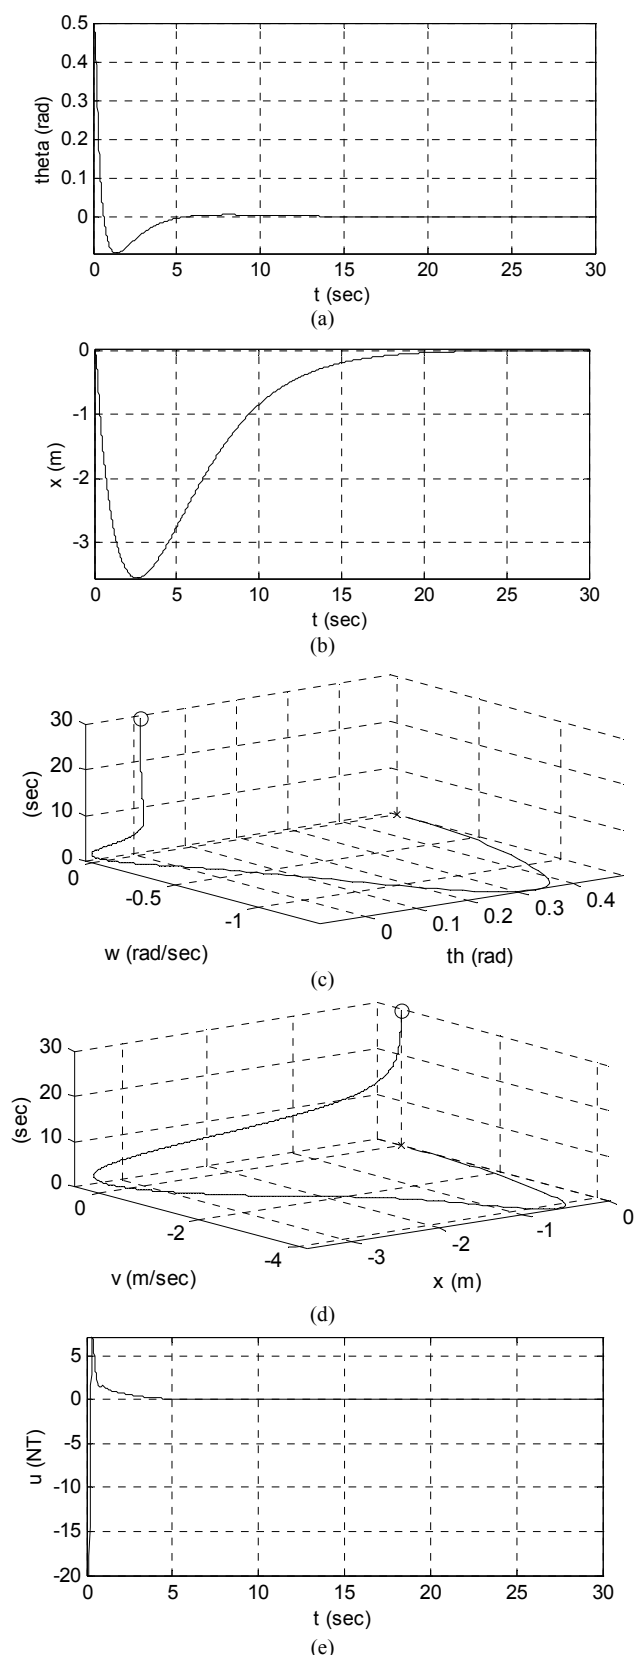 0.5
0.4
0.3
0.2
0.1
0
theta (rad)
0 5 10 15 20 25 30
t (sec)
(a)
0
-1
-2
-3
x (m)
0 5 10 15 20 25 30
t (sec)
(b)
30
20
10
0
(sec)
0 -0.5 -1
w (rad/sec)
0 0.1 0.2 0.3 0.4
th (rad)
(c)
30
20
10
0
(sec)
0 -2 -4
v (m/sec)
-3 -2 -1 0
x (m)
(d)
5
0
-5
-10
-15
-20
u (NT)
0 5 10 15 20 25 30
t (sec)
(e)